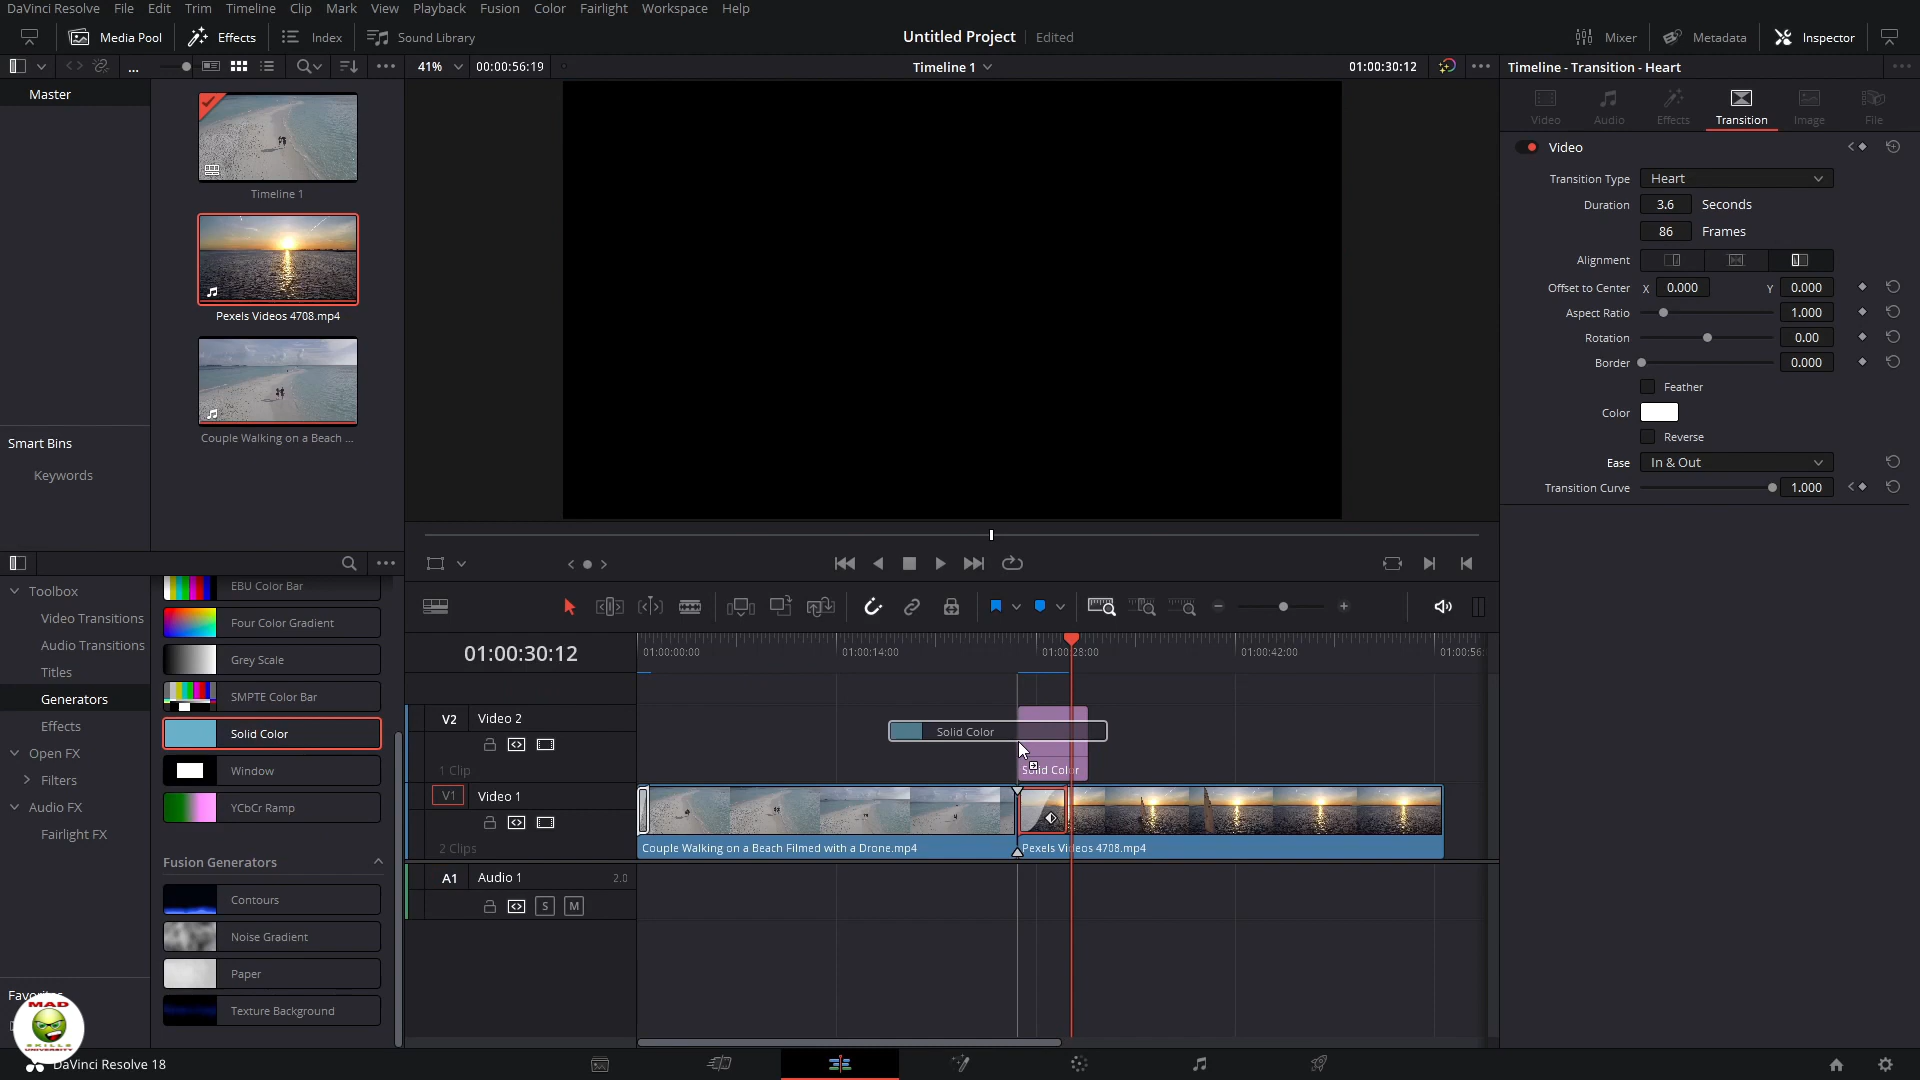 DaVinci Resolve File Edit Trim Timeline Clip Mark View Playback Fusion Color Fairlight Workspace Help
Media Pool Effects Index Sound Library Untitled Project Edited Mixer Metadata Inspector
41% 00:00:56:19 Timeline 1 01:00:30:12 Timeline - Transition - Heart
Master
Timeline 1
Pexels Videos 4708.mp4
Couple Walking on a Beach ...
Smart Bins
Keywords
Video Audio Effects Transition Image File
Video
Transition Type Heart
Duration 3.6 Seconds
86 Frames
Alignment
Offset to Center X 0.000 Y 0.000
Aspect Ratio 1.000
Rotation 0.00
Border 0.000
Feather
Color
Reverse
Ease In & Out
Transition Curve 1.000
Toolbox
Video Transitions
Audio Transitions
Titles
Generators
Effects
Open FX
Filters
Audio FX
Fairlight FX
EBU Color Bar
Four Color Gradient
Grey Scale
SMPTE Color Bar
Solid Color
Window
YCbCr Ramp
Fusion Generators
Contours
Noise Gradient
Paper
Texture Background
01:00:30:12 01:00:00:00 01:00:14:00 01:00:28:00 01:00:42:00 01:00:56:
V2 Video 2
1 Clip
Solid Color
Solid Color
V1 Video 1
2 Clips
Couple Walking on a Beach Filmed with a Drone.mp4 Pexels Videos 4708.mp4
A1 Audio 1 2.0
S M
MAD
SKILLS
UNIVERSITY
DaVinci Resolve 18